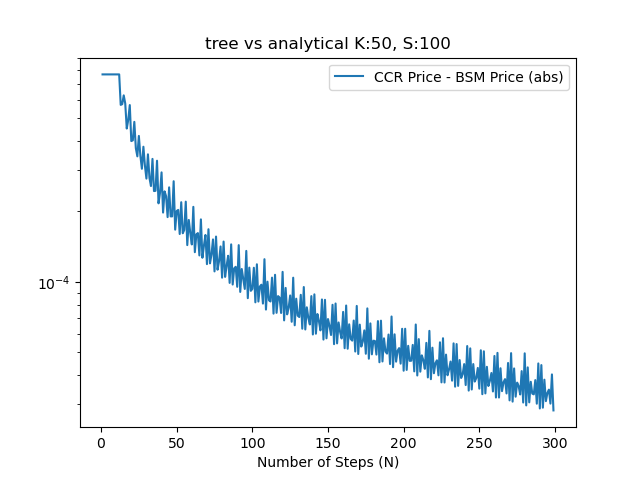 tree vs analytical K:50, S:100
CCR Price - BSM Price (abs)
10⁻⁴
0 50 100 150 200 250 300
Number of Steps (N)